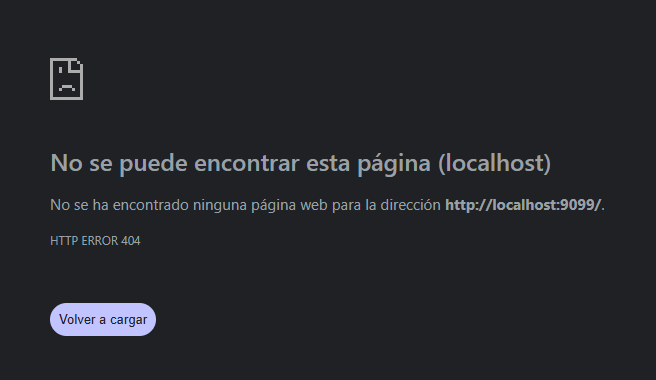 No se puede encontrar esta página (localhost)
No se ha encontrado ninguna página web para la dirección http://localhost:9099/.
HTTP ERROR 404
Volver a cargar